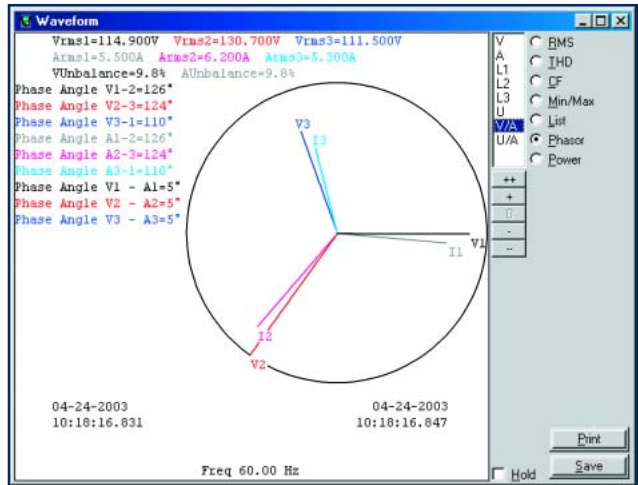 Waveform
Vrms1=114.900V Vrms2=130.700V Vrms3=111.500V
Arms1=5.500A Arms2=6.200A Arms3=5.300A
VUnbalance=9.8% AUnbalance=9.8%
Phase Angle V1-2=126°
Phase Angle V2-3=124°
Phase Angle V3-1=110°
Phase Angle A1-2=126°
Phase Angle A2-3=124°
Phase Angle A3-1=110°
Phase Angle V1 - A1=5°
Phase Angle V2 - A2=5°
Phase Angle V3 - A3=5°
V3
I3
V1
I1
I2
V2
04-24-2003
10:18:16.831
04-24-2003
10:18:16.847
Freq 60.00 Hz
V
A
L1
L2
L3
U
V/A
U/A
++
+
0
-
--
RMS
THD
CF
Min/Max
List
Phasor
Power
Print
Hold
Save